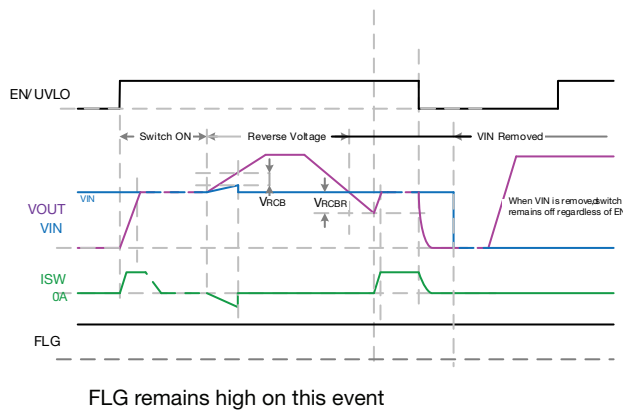 EN/UVLO
Switch ON
Reverse Voltage
VIN Removed
VIN
VRCB
VRCBR
When VIN is removed,switch
remains off regardless of EN
VOUT
VIN
ISW
0A
FLG
FLG remains high on this event